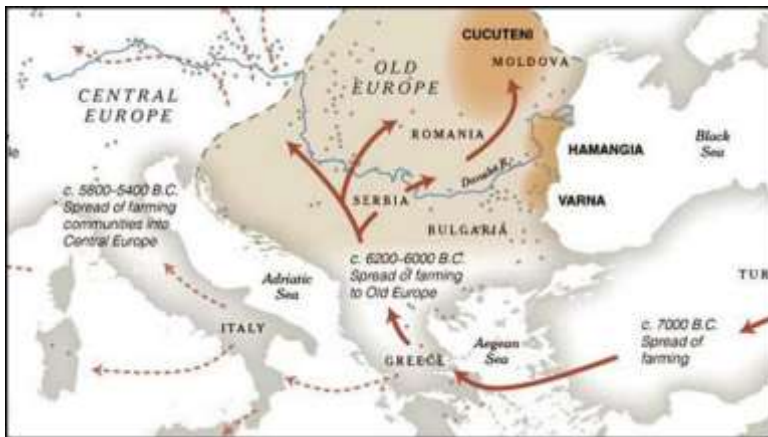 CUCUTENI
MOLDOVA
OLD
EUROPE
CENTRAL
EUROPE
ROMANIA
Black
Sea
HAMANGIA
Danube R.
VARNA
SERBIA
BULGARIA
c. 5800-5400 B.C.
Spread of farming
communities into
Central Europe
c. 6200-6000 B.C.
Spread of farming
to Old Europe
Adriatic
Sea
TUR
ITALY
c. 7000 B.C.
Spread of
farming
Aegean
Sea
GREECE